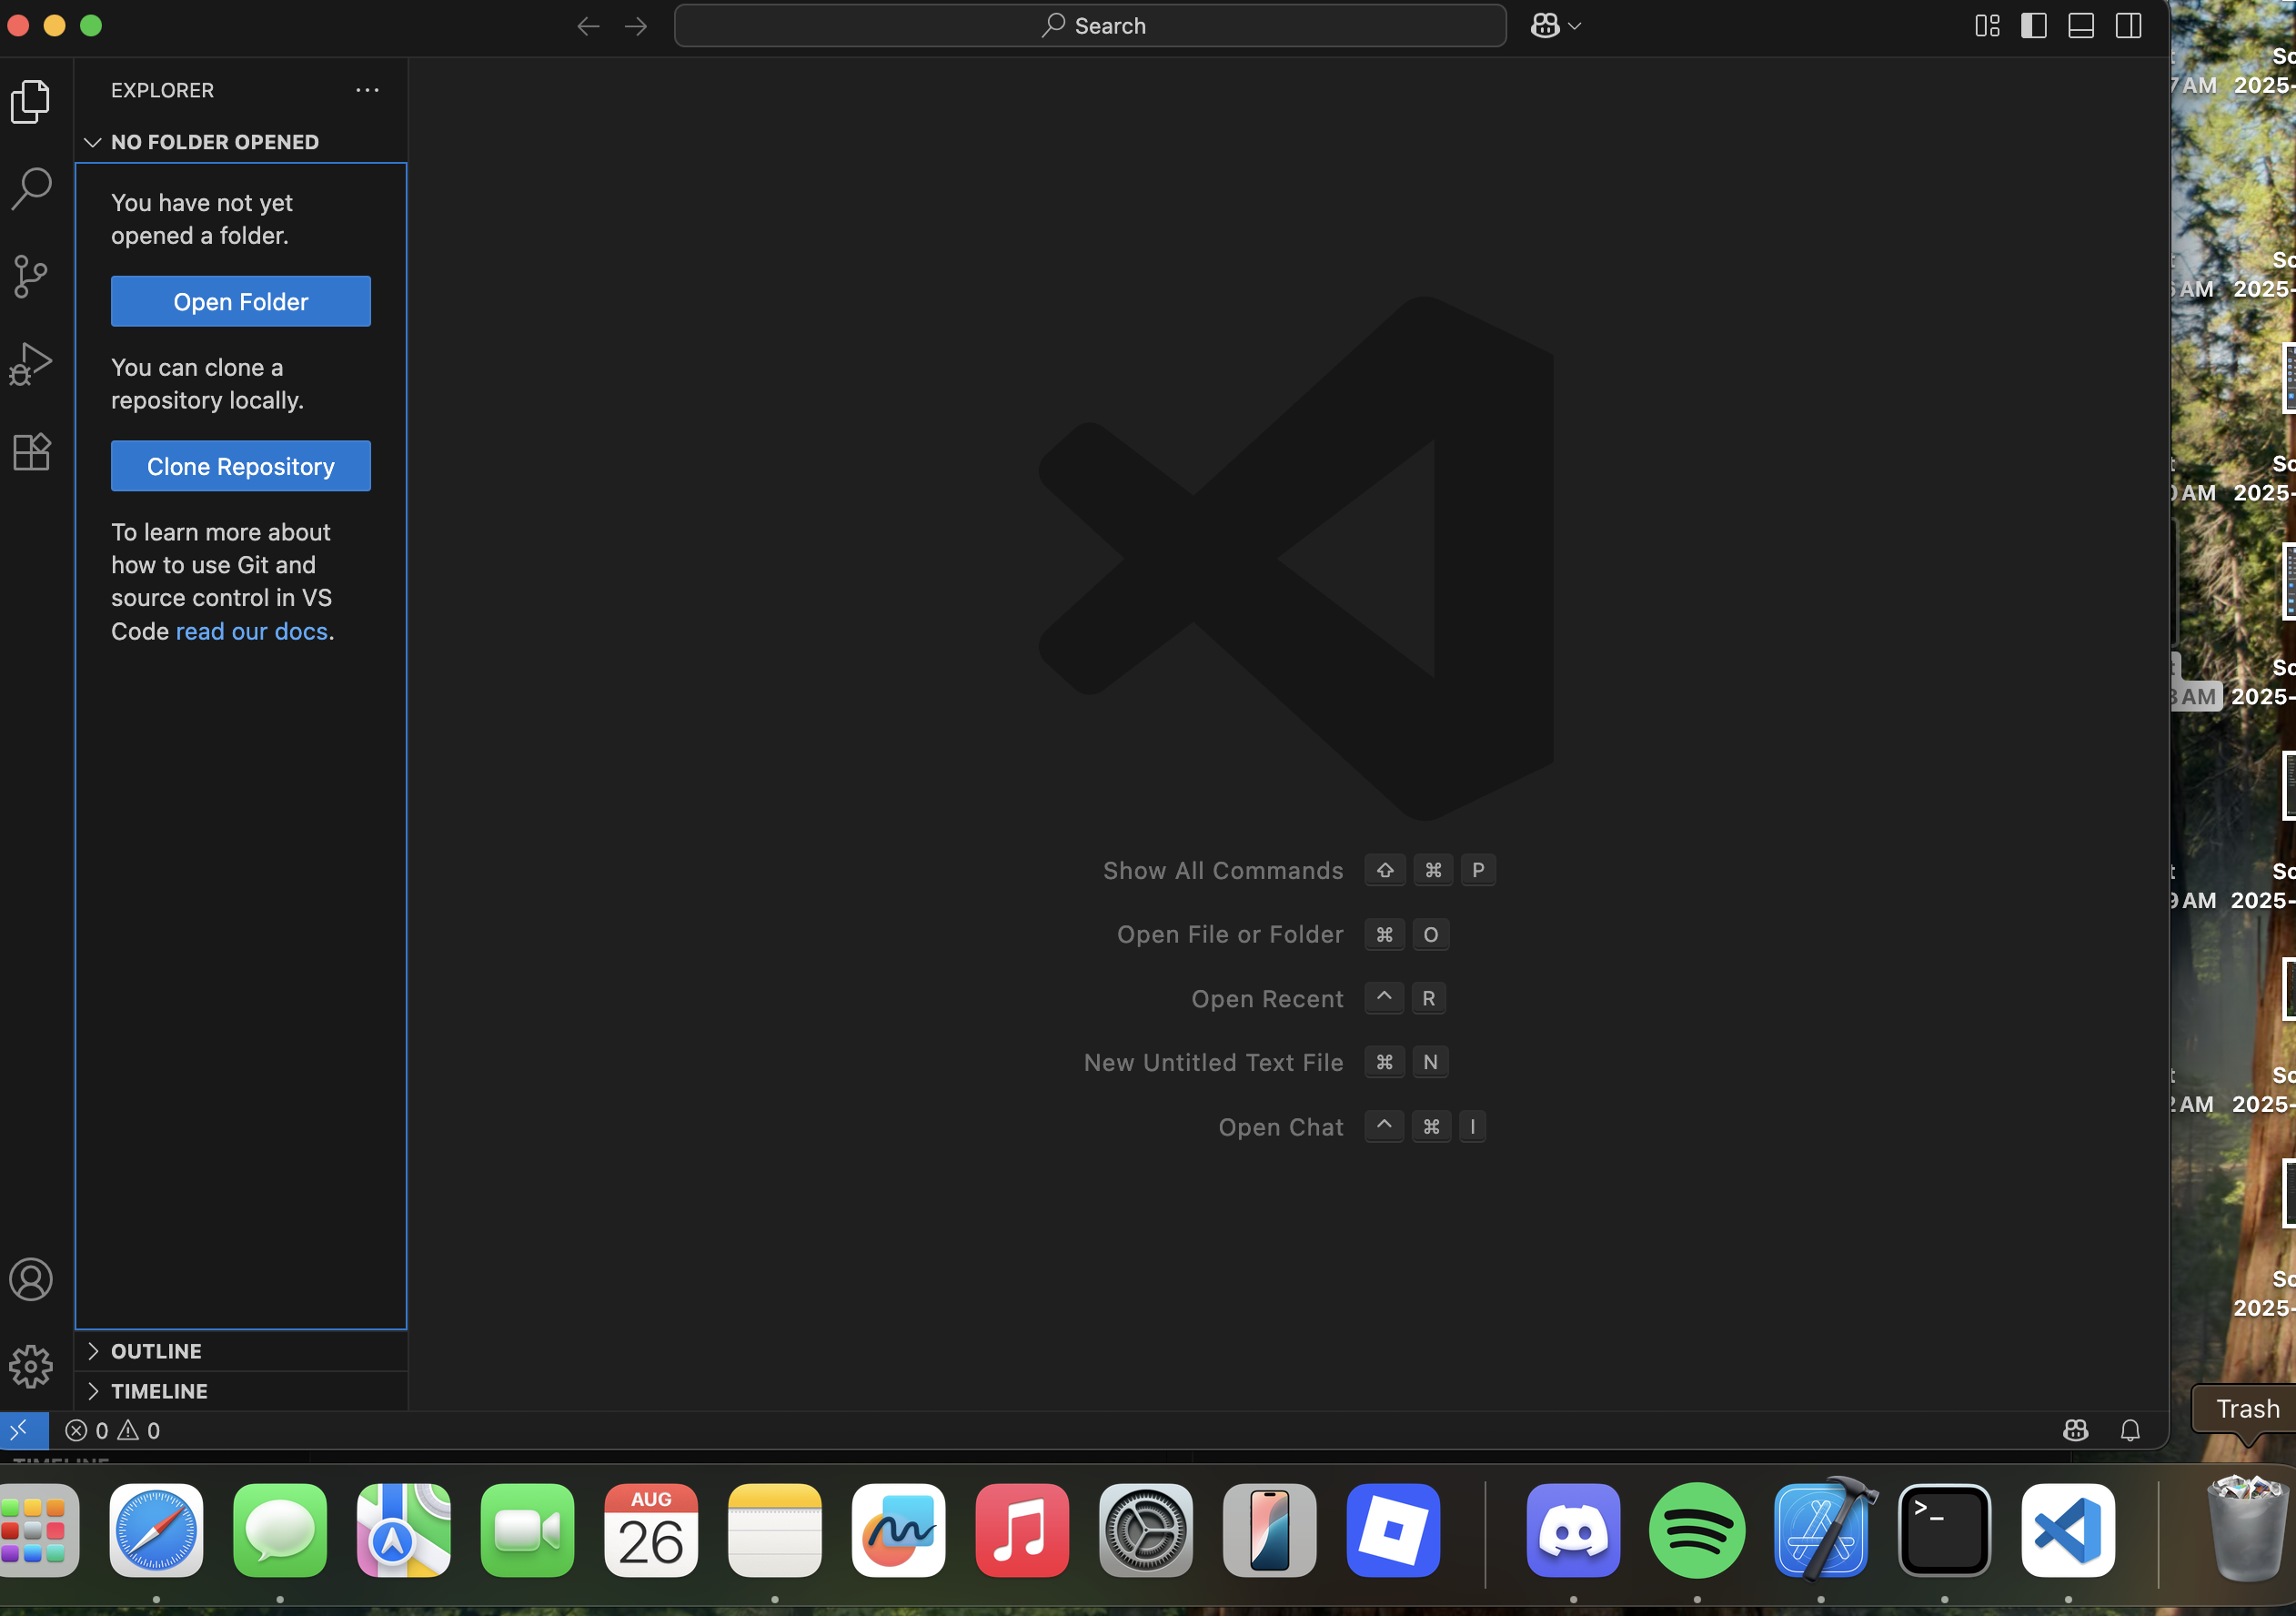 Search
EXPLORER
NO FOLDER OPENED
You have not yet
opened a folder.
Open Folder
You can clone a
repository locally.
Clone Repository
To learn more about
how to use Git and
source control in VS
Code read our docs.
Show All Commands ⇧ ⌘ P
Open File or Folder ⌘ O
Open Recent ^ R
New Untitled Text File ⌘ N
Open Chat ^ ⌘ I
OUTLINE
TIMELINE
0 0
AM 2025-
AM 2025-
AM 2025-
AM 2025-
AM 2025-
AM 2025-
2025-
Trash
AUG
26
>_